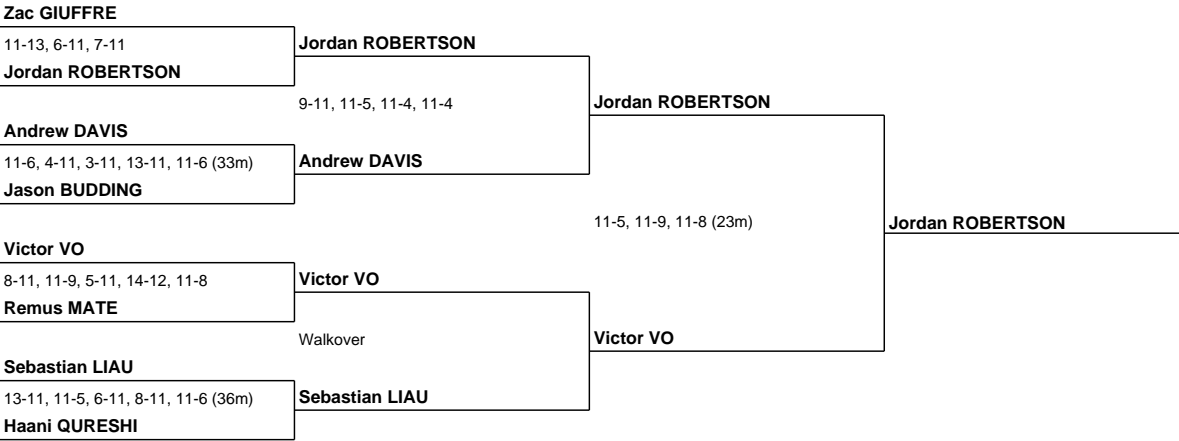 Zac GIUFFRE
11-13, 6-11, 7-11
Jordan ROBERTSON
Jordan ROBERTSON
9-11, 11-5, 11-4, 11-4
Jordan ROBERTSON
Andrew DAVIS
11-6, 4-11, 3-11, 13-11, 11-6 (33m)
Andrew DAVIS
Jason BUDDING
11-5, 11-9, 11-8 (23m)
Jordan ROBERTSON
Victor VO
8-11, 11-9, 5-11, 14-12, 11-8
Victor VO
Remus MATE
Walkover
Victor VO
Sebastian LIAU
13-11, 11-5, 6-11, 8-11, 11-6 (36m)
Sebastian LIAU
Haani QURESHI